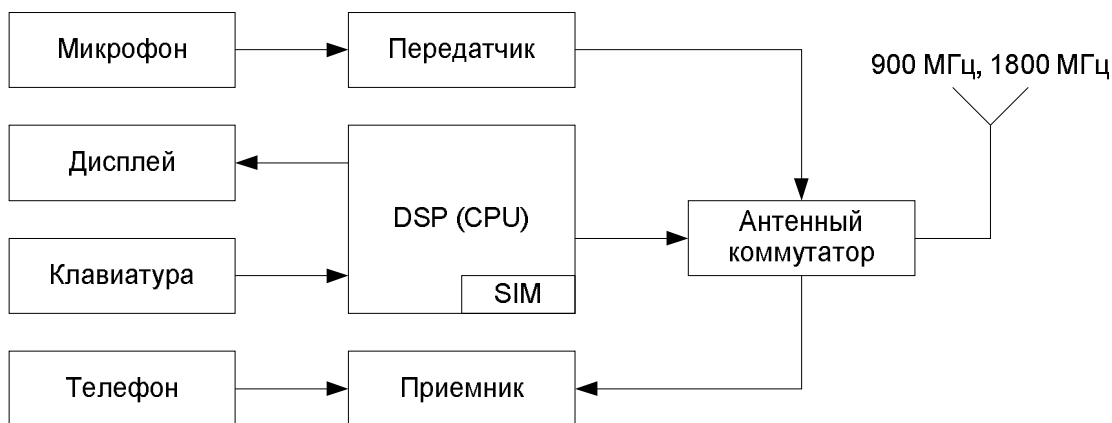 Микрофон
Передатчик
900 МГц, 1800 МГц
Дисплей
DSP (CPU)
Антенный
коммутатор
Клавиатура
SIM
Телефон
Приемник